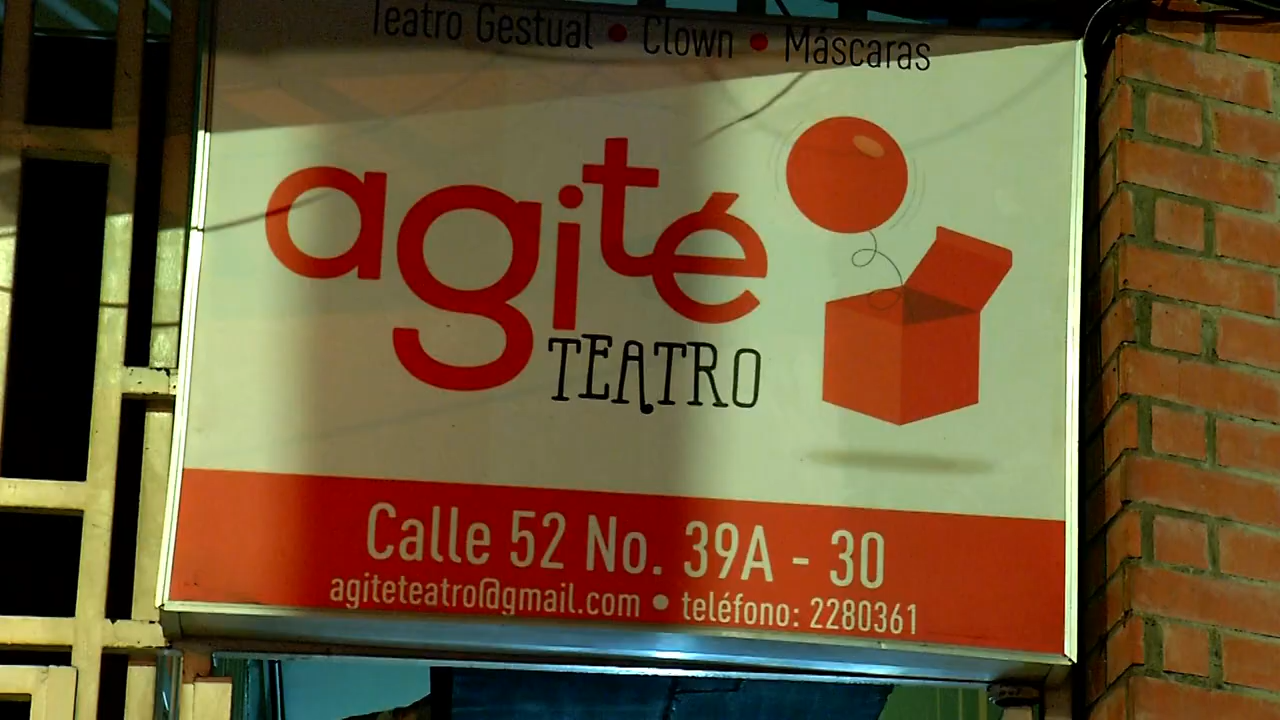 Teatro Gestual • Clown • Máscaras
agité
TEATRO
Calle 52 No. 39A - 30
agiteteatro@gmail.com • teléfono: 2280361